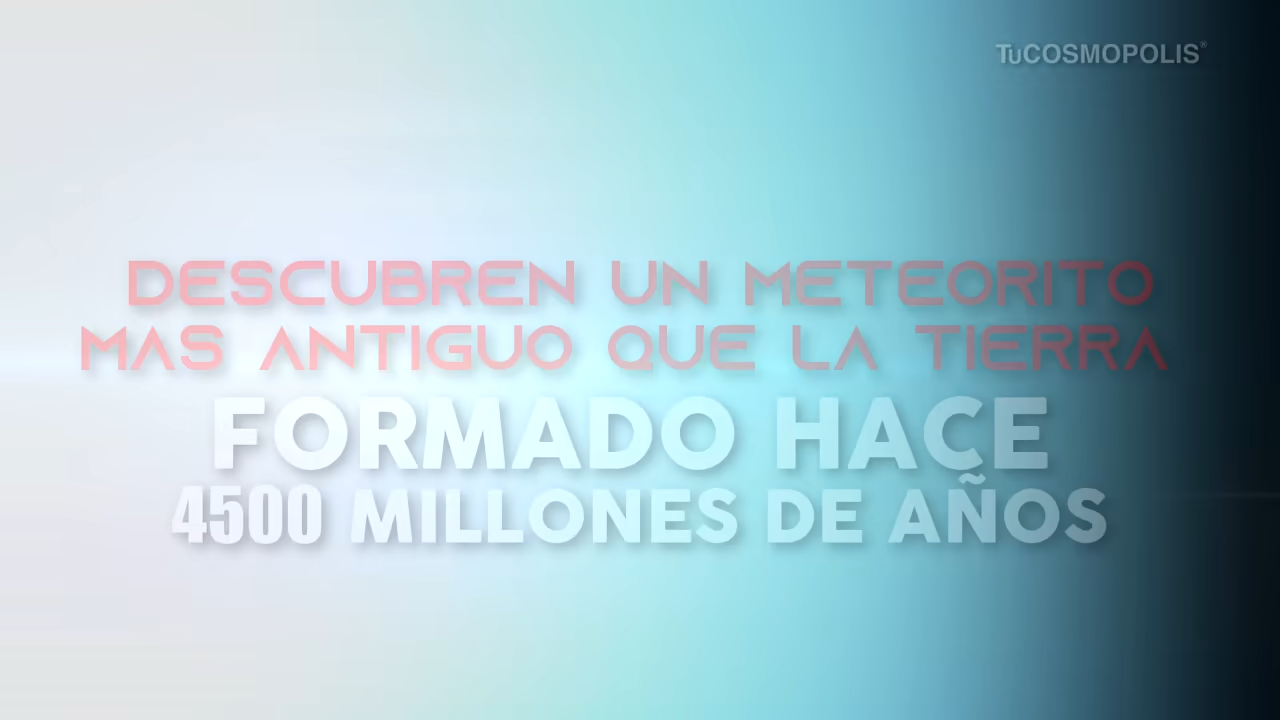 TuCOSMOPOLIS®
DESCUBREN UN METEORITO
MAS ANTIGUO QUE LA TIERRA
FORMADO HACE
4500 MILLONES DE AÑOS